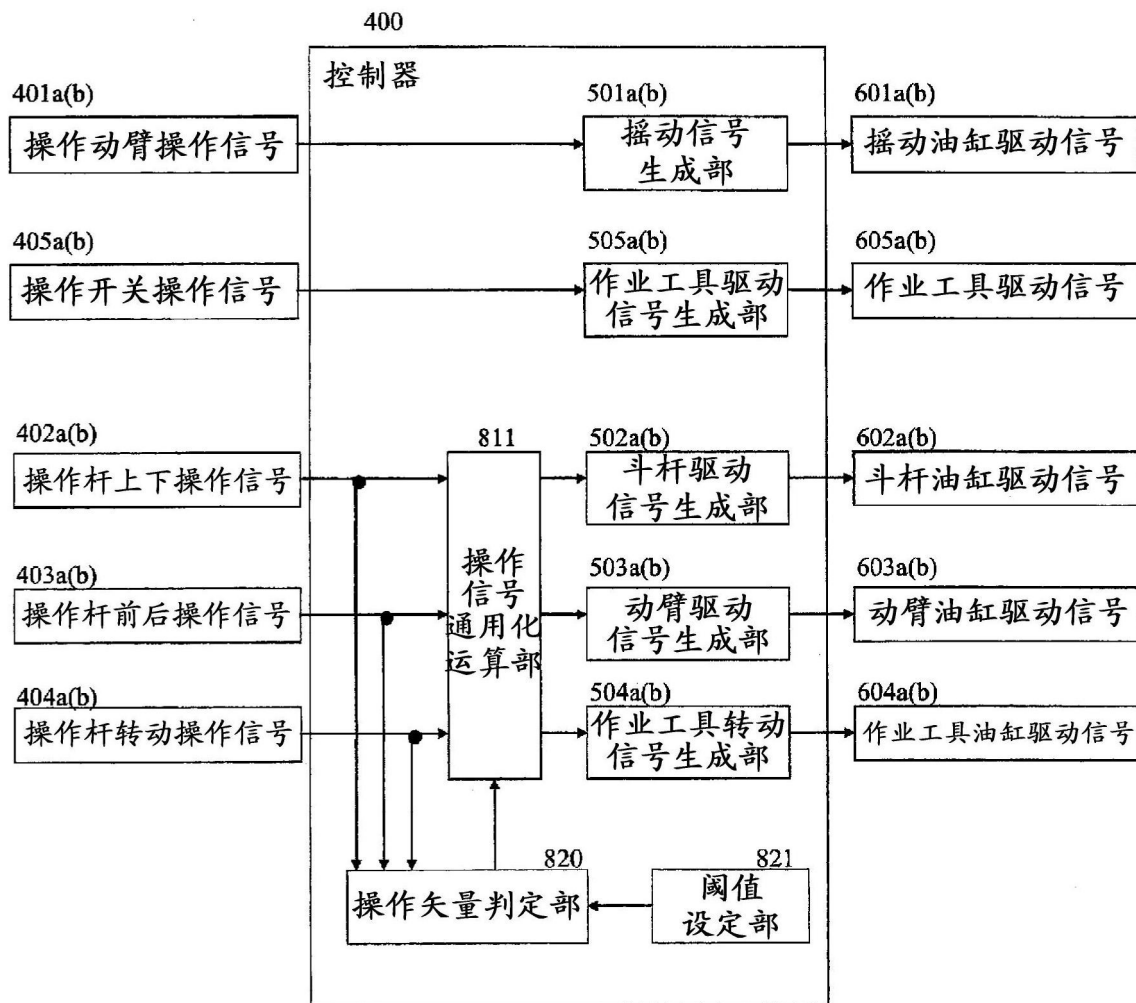 400
控制器
401a(b)
操作动臂操作信号
501a(b)
摇动信号
生成部
601a(b)
摇动油缸驱动信号
405a(b)
操作开关操作信号
505a(b)
作业工具驱动
信号生成部
605a(b)
作业工具驱动信号
402a(b)
操作杆上下操作信号
811
操作
信号
通用化
运算部
502a(b)
斗杆驱动
信号生成部
602a(b)
斗杆油缸驱动信号
403a(b)
操作杆前后操作信号
503a(b)
动臂驱动
信号生成部
603a(b)
动臂油缸驱动信号
404a(b)
操作杆转动操作信号
504a(b)
作业工具转动
信号生成部
604a(b)
作业工具油缸驱动信号
820
操作矢量判定部
821
阈值
设定部